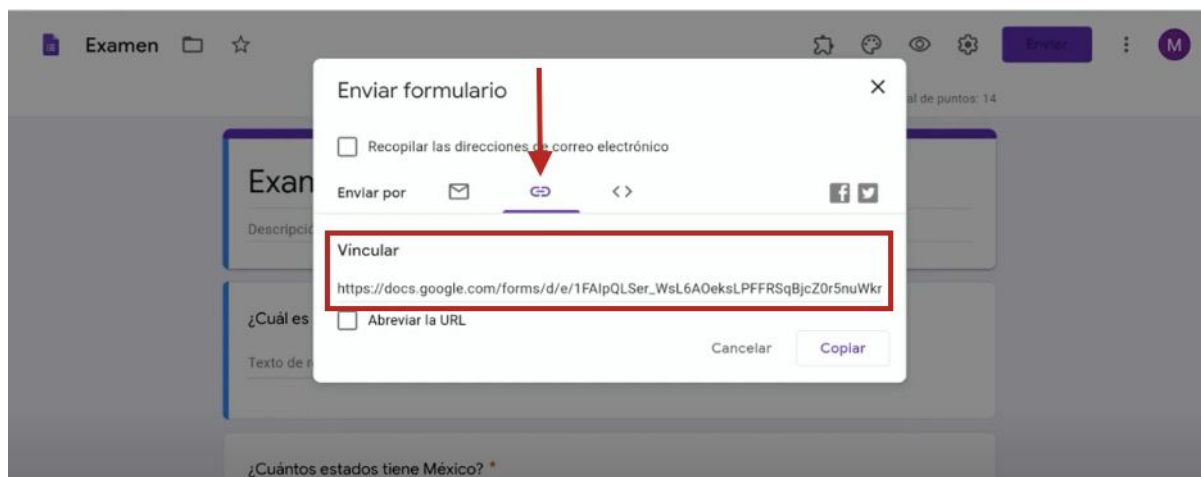 Examen
Enviar
M
Enviar formulario
al de puntos: 14
Recopilar las direcciones de correo electrónico
Exam
Enviar por
Descripció
Vincular
https://docs.google.com/forms/d/e/1FAIpQLSer_WsL6AOeksLPFFRSqBjcZ0r5nuWkr
¿Cuál es
Abreviar la URL
Texto de r
Cancelar
Copiar
¿Cuántos estados tiene México? *